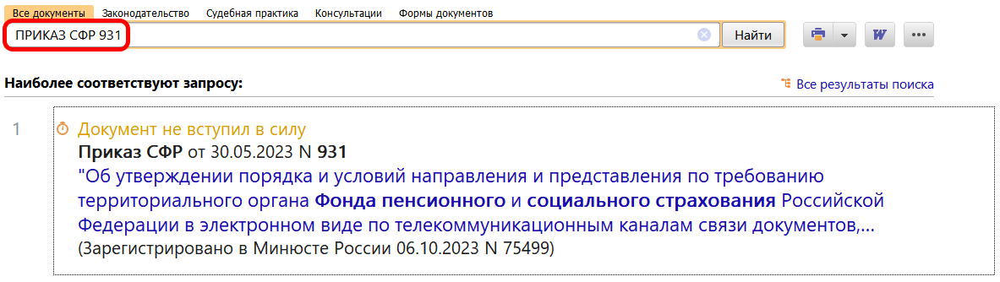 Все документы Законодательство Судебная практика Консультации Формы документов
ПРИКАЗ СФР 931 Найти W
Наиболее соответствуют запросу: Все результаты поиска
1 Документ не вступил в силу
Приказ СФР от 30.05.2023 N 931
"Об утверждении порядка и условий направления и представления по требованию
территориального органа Фонда пенсионного и социального страхования Российской
Федерации в электронном виде по телекоммуникационным каналам связи документов,...
(Зарегистрировано в Минюсте России 06.10.2023 N 75499)